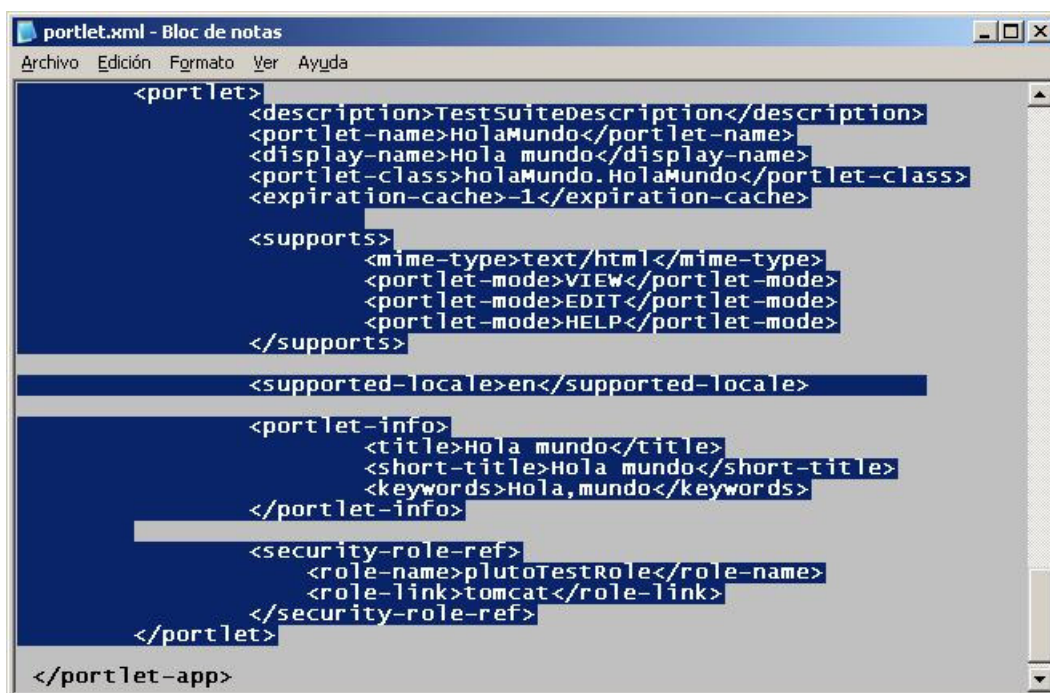 portlet.xml - Bloc de notas
Archivo Edición Formato Ver Ayuda
<portlet>
<description>TestSuiteDescription</description>
<portlet-name>HolaMundo</portlet-name>
<display-name>Hola mundo</display-name>
<portlet-class>holaMundo.HolaMundo</portlet-class>
<expiration-cache>-1</expiration-cache>
<supports>
<mime-type>text/html</mime-type>
<portlet-mode>VIEW</portlet-mode>
<portlet-mode>EDIT</portlet-mode>
<portlet-mode>HELP</portlet-mode>
</supports>
<supported-locale>en</supported-locale>
<portlet-info>
<title>Hola mundo</title>
<short-title>Hola mundo</short-title>
<keywords>Hola,mundo</keywords>
</portlet-info>
<security-role-ref>
<role-name>plutoTestRole</role-name>
<role-link>tomcat</role-link>
</security-role-ref>
</portlet>
</portlet-app>